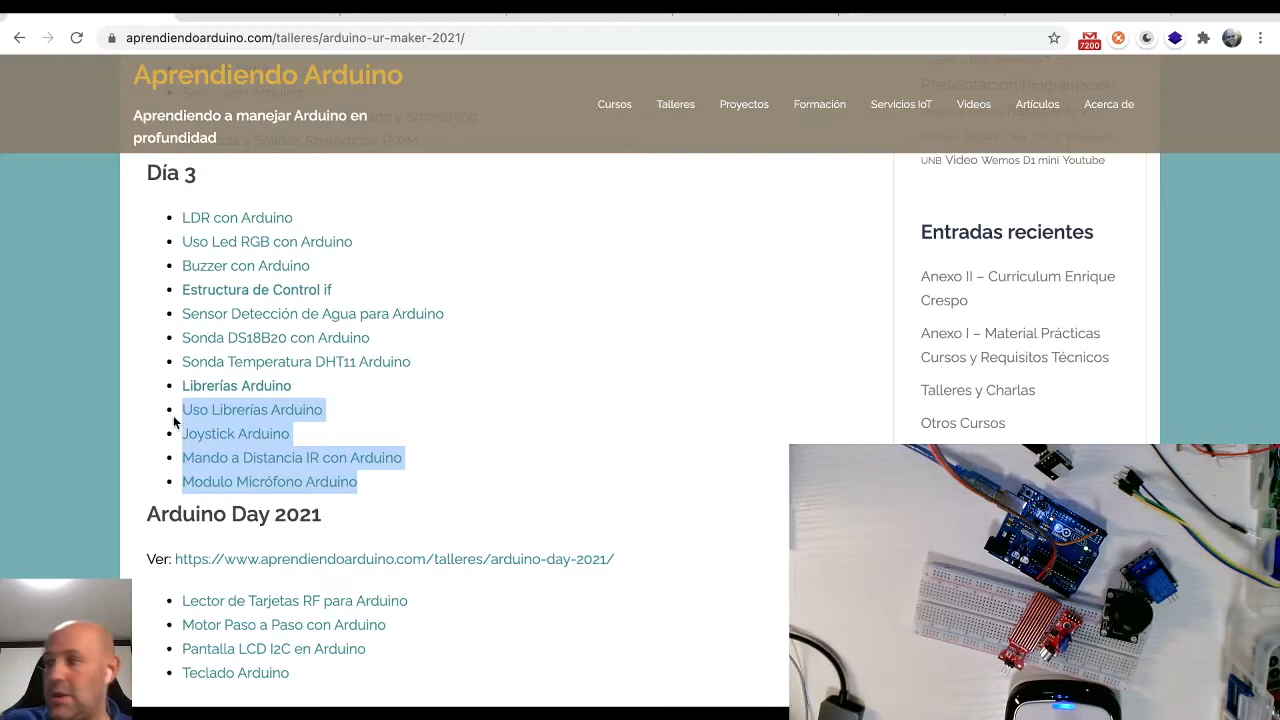 aprendiendoarduino.com/talleres/arduino-ur-maker-2021/
7200
Aprendiendo Arduino
Aprendiendo a manejar Arduino en
profundidad
Cursos Talleres Proyectos Formación Servicios IoT Videos Artículos Acerca de
Presentación Programación
UNB Video Wemos D1 mini Youtube
Día 3
LDR con Arduino
Uso Led RGB con Arduino
Buzzer con Arduino
Estructura de Control if
Sensor Detección de Agua para Arduino
Sonda DS18B20 con Arduino
Sonda Temperatura DHT11 Arduino
Librerías Arduino
Uso Librerías Arduino
Joystick Arduino
Mando a Distancia IR con Arduino
Modulo Micrófono Arduino
Arduino Day 2021
Ver: https://www.aprendiendoarduino.com/talleres/arduino-day-2021/
Lector de Tarjetas RF para Arduino
Motor Paso a Paso con Arduino
Pantalla LCD I2C en Arduino
Teclado Arduino
Entradas recientes
Anexo II – Curriculum Enrique
Crespo
Anexo I – Material Prácticas
Cursos y Requisitos Técnicos
Talleres y Charlas
Otros Cursos